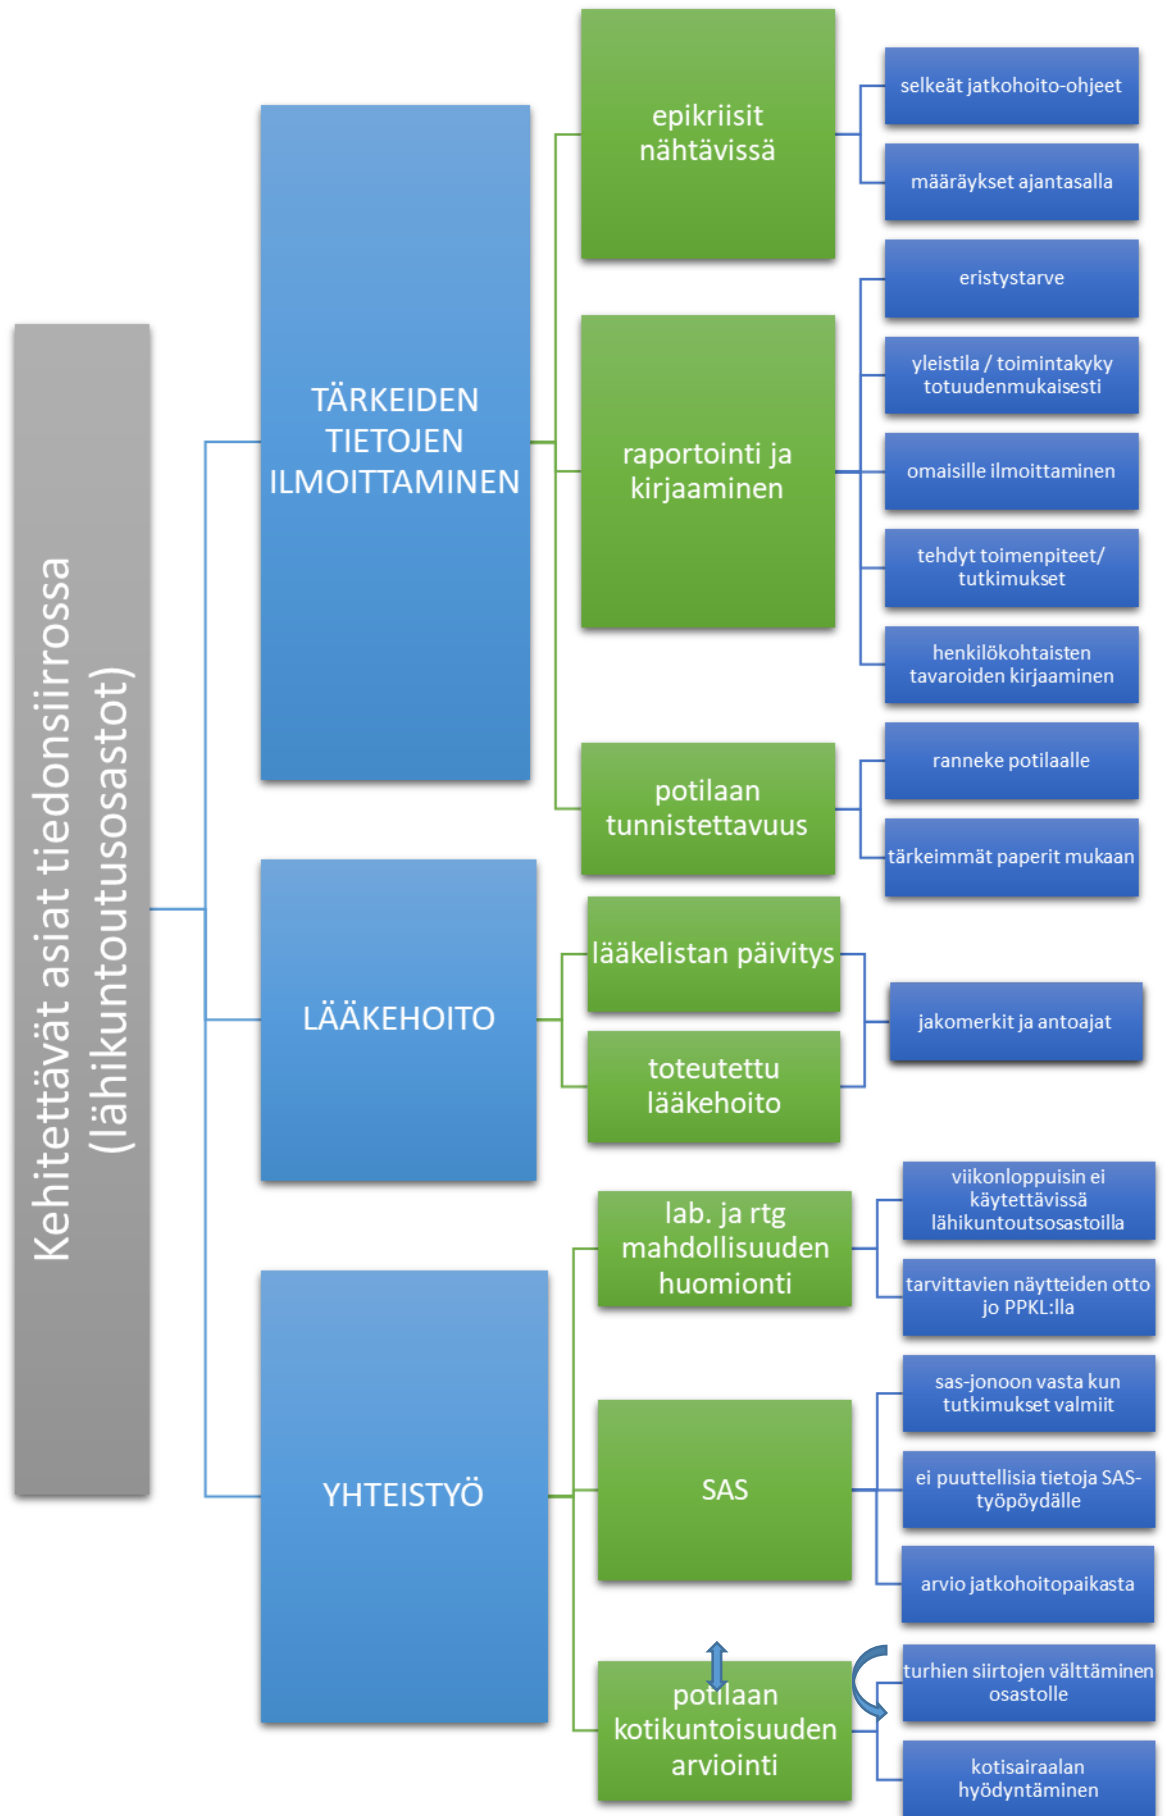 Kehitettävät asiat tiedonsiirrossa
(lähikuntoutusosastot)
TÄRKEIDEN
TIETOJEN
ILMOITTAMINEN
epikriisit
nähtävissä
selkeät jatkohoito-ohjeet
määräykset ajantasalla
raportointi ja
kirjaaminen
eristystarve
yleistila / toimintakyky
totuudenmukaisesti
omaisille ilmoittaminen
tehdyt toimenpiteet/
tutkimukset
henkilökohtaisten
tavaroiden kirjaaminen
potilaan
tunnistettavuus
ranneke potilaalle
tärkeimmät paperit mukaan
LÄÄKEHOITO
lääkelistan päivitys
toteutettu
lääkehoito
jakomerkit ja antoajat
YHTEISTYÖ
lab. ja rtg
mahdollisuuden
huomionti
viikonloppuisin ei
käytettävissä
lähikuntoutsosastoilla
tarvittavien näytteiden otto
jo PPKL:lla
SAS
sas-jonoon vasta kun
tutkimukset valmiit
ei puuttellisia tietoja SAS-
työpöydälle
arvio jatkohoitopaikasta
potilaan
kotikuntoisuuden
arviointi
turhien siirtojen välttäminen
osastolle
kotisairaalan
hyödyntäminen